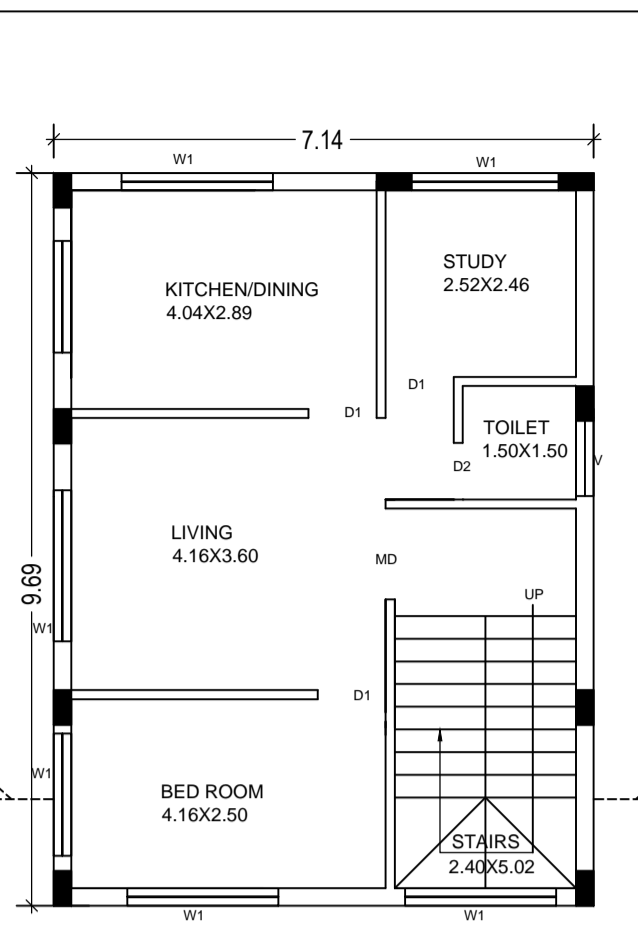 7.14
W1
W1
STUDY
2.52X2.46
KITCHEN/DINING
4.04X2.89
D1
D1
TOILET
1.50X1.50
D2
V
LIVING
4.16X3.60
MD
9.69
UP
W1
D1
W1
BED ROOM
4.16X2.50
STAIRS
2.40X5.02
W1
W1